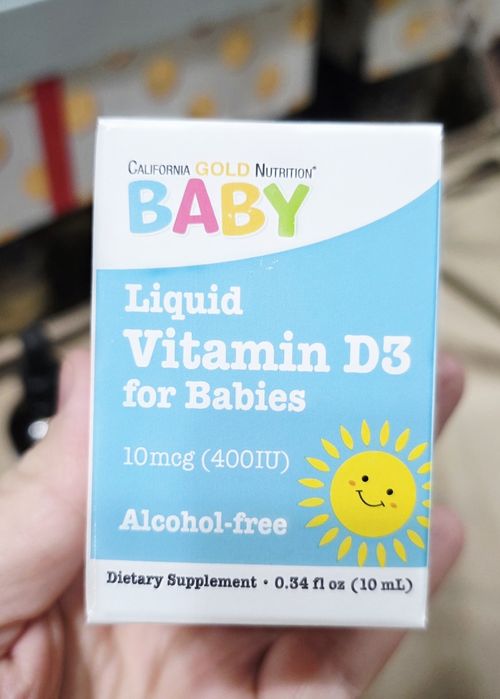 CALIFORNIA GOLD NUTRITION®
BABY
Liquid
Vitamin D3
for Babies
10mcg (400IU)
Alcohol-free
Dietary Supplement • 0.34 fl oz (10 mL)